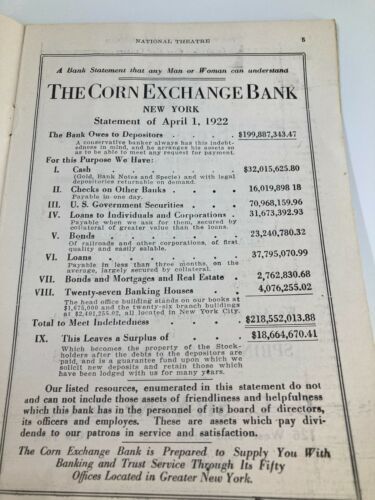 NATIONAL THEATRE 5
A Bank Statement that any Man or Woman can understand
THE CORN EXCHANGE BANK
NEW YORK
Statement of April 1, 1922
The Bank Owes to Depositors . . . $199,887,343.47
A conservative banker always has this indebt-
edness in mind, and he arranges his assets so
as to be able to meet any request for payment.
For this Purpose We Have:
I. Cash . . . . . . $32,015,625.80
(Gold, Bank Notes and Specie) and with legal
depositories returnable on demand.
II. Checks on Other Banks . . . . 16,019,898 18
Payable in one day.
III. U. S. Government Securities . . . 70,968,159.96
IV. Loans to Individuals and Corporations . 31,673,392.93
Payable when we ask for them, secured by
collateral of greater value than the loans.
V. Bonds . . . . . . 23,240,780.32
Of railroads and other corporations, of first
quality and easily salable.
VI. Loans . . . . . . 37,795,070.99
Payable in less than three months, on the
average, largely secured by collateral.
VII. Bonds and Mortgages and Real Estate . 2,762,830.68
VIII. Twenty-seven Banking Houses . . 4,076,255.02
The head office building stands on our books at
$1,675,000 and the twenty-six branch buildings
at $2,401,255.02, all located in New York City.
Total to Meet Indebtedness . . . $218,552,013.88
IX. This Leaves a Surplus of . . $18,664,670.41
Which becomes the property of the Stock-
holders after the debts to the depositors are
paid, and is a guarantee fund upon which we
solicit new deposits and retain those which
have been lodged with us for many years.
Our listed resources, enumerated in this statement do not
and can not include those assets of friendliness and helpfulness
which this bank has in the personnel of its board of directors,
its officers and employes. These are assets which pay divi-
dends to our patrons in service and satisfaction.
The Corn Exchange Bank is Prepared to Supply You With
Banking and Trust Service Through Its Fifty
Offices Located in Greater New York.